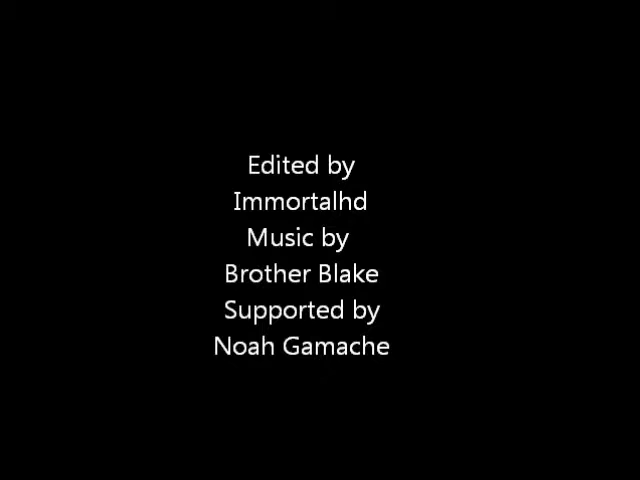 Edited by
Immortalhd
Music by
Brother Blake
Supported by
Noah Gamache